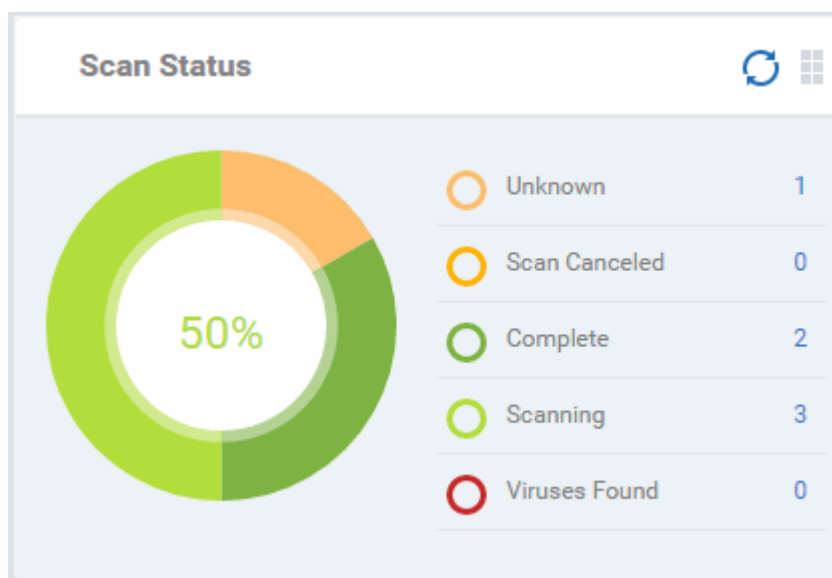 Scan Status
50%
Unknown 1
Scan Canceled 0
Complete 2
Scanning 3
Viruses Found 0